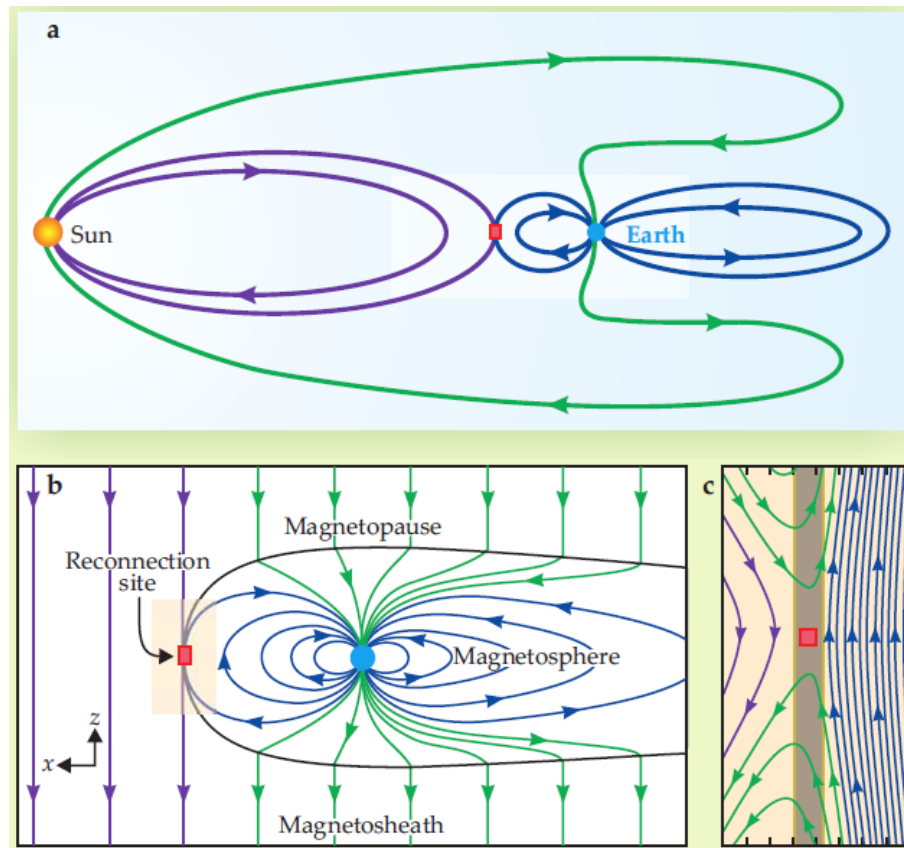 a
Sun
Earth
b
Magnetopause
Reconnection
site
Magnetosphere
z
x
Magnetosheath
c